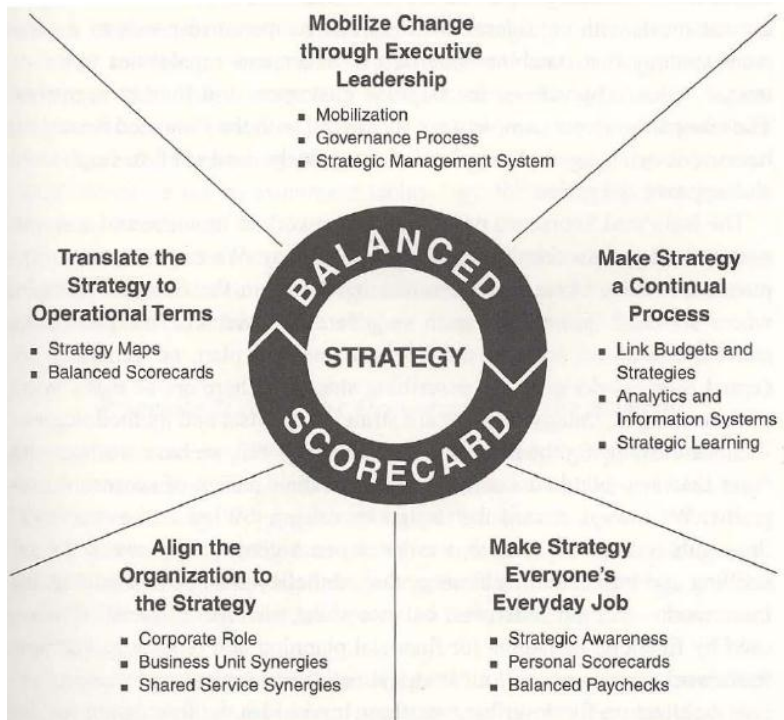 Mobilize Change
through Executive
Leadership
▪ Mobilization
▪ Governance Process
▪ Strategic Management System
Translate the
Strategy to
Operational Terms
▪ Strategy Maps
▪ Balanced Scorecards
BALANCED
STRATEGY
SCORECARD
Make Strategy
a Continual
Process
▪ Link Budgets and
Strategies
▪ Analytics and
Information Systems
▪ Strategic Learning
Align the
Organization to
the Strategy
▪ Corporate Role
▪ Business Unit Synergies
▪ Shared Service Synergies
Make Strategy
Everyone's
Everyday Job
▪ Strategic Awareness
▪ Personal Scorecards
▪ Balanced Paychecks